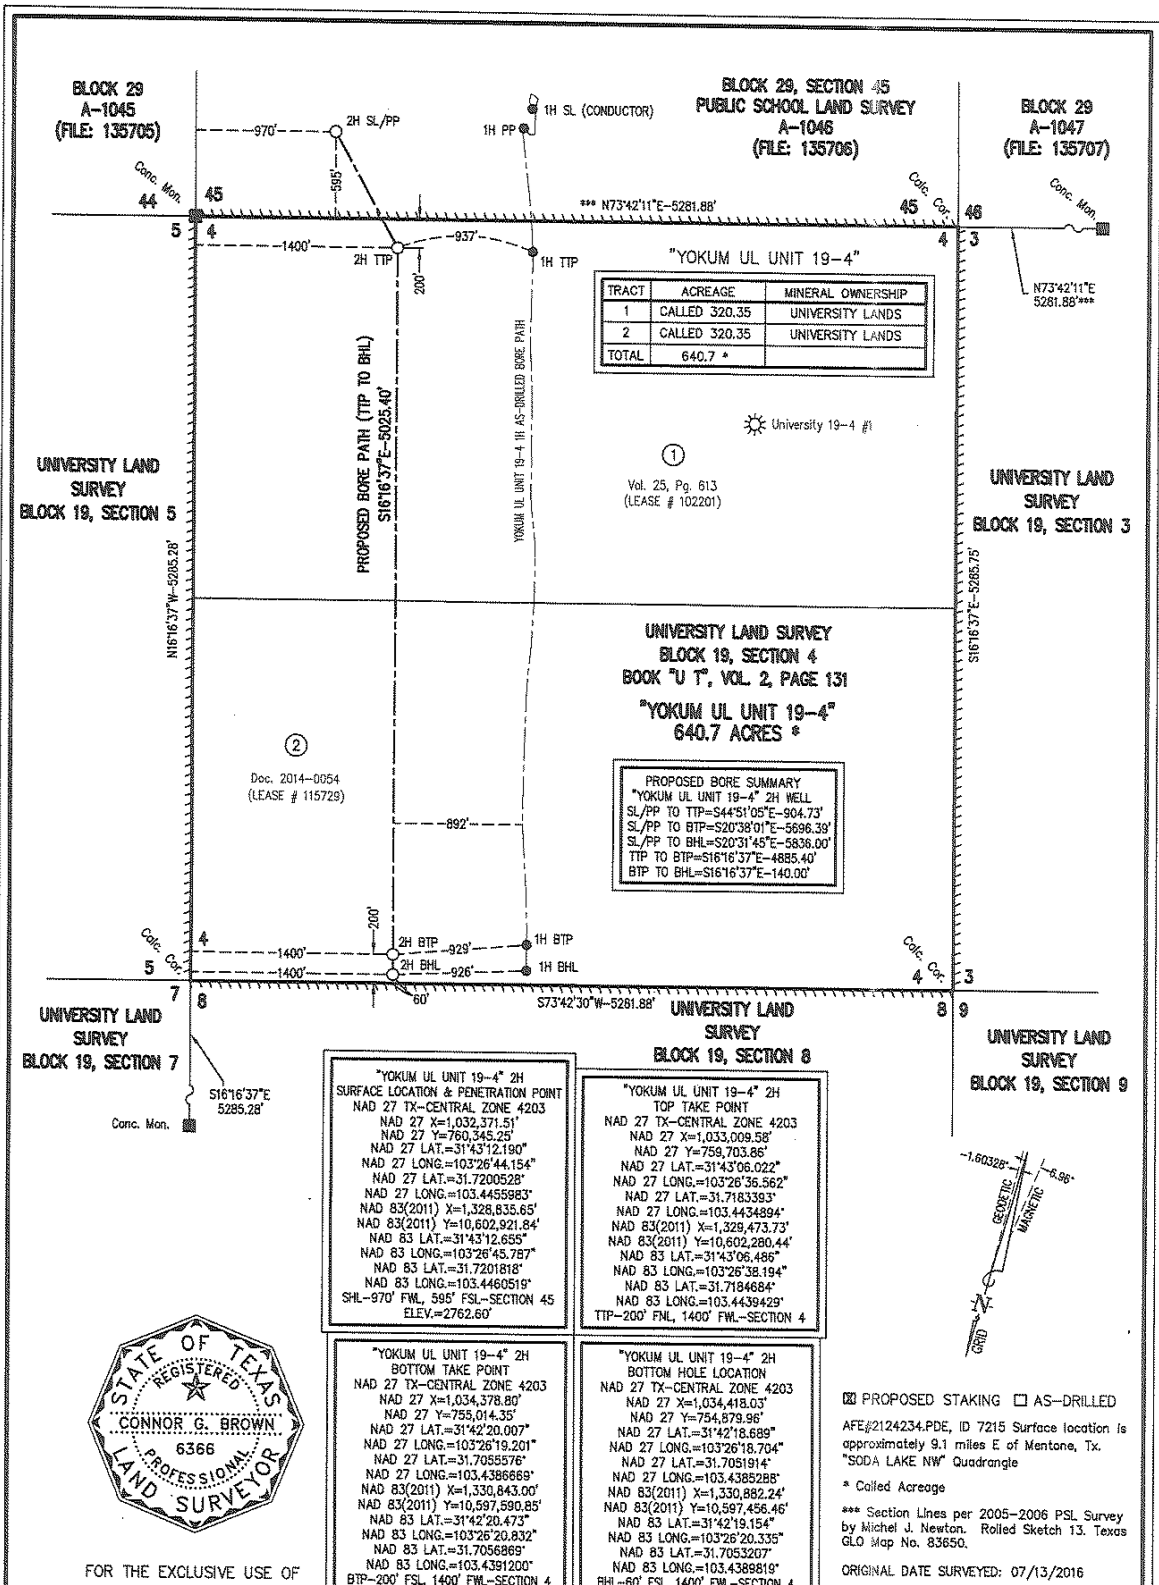 BLOCK 29
A-1045
(FILE: 135705)
BLOCK 29, SECTION 45
PUBLIC SCHOOL LAND SURVEY
A-1046
(FILE: 135706)
BLOCK 29
A-1047
(FILE: 135707)
970'
2H SL/PP
595'
1H SL (CONDUCTOR)
1H PP
Conc. Mon.
44
45
5
4
*** N73°42'11"E-5281.88'
Calc. Cor.
45
46
4
3
Conc. Mon.
N73°42'11"E
5281.88'***
1400'
2H TTP
937'
1H TTP
200'
"YOKUM UL UNIT 19-4"
TRACT ACREAGE MINERAL OWNERSHIP
1 CALLED 320.35 UNIVERSITY LANDS
2 CALLED 320.35 UNIVERSITY LANDS
TOTAL 640.7 *
PROPOSED BORE PATH (TTP TO BHL)
S16°16'37"E-5025.40'
YOKUM UL UNIT 19-4 1H AS-DRILLED BORE PATH
University 19-4 #1
1
Vol. 25, Pg. 613
(LEASE # 102201)
UNIVERSITY LAND
SURVEY
BLOCK 19, SECTION 5
UNIVERSITY LAND
SURVEY
BLOCK 19, SECTION 3
N16°16'37"W-5285.28'
S16°16'37"E-5285.75'
UNIVERSITY LAND SURVEY
BLOCK 19, SECTION 4
BOOK "U T", VOL. 2, PAGE 131
"YOKUM UL UNIT 19-4"
640.7 ACRES *
2
Doc. 2014-0054
(LEASE # 115729)
PROPOSED BORE SUMMARY
"YOKUM UL UNIT 19-4" 2H WELL
SL/PP TO TTP=S44°51'05"E-904.73'
SL/PP TO BTP=S20°38'01"E-5696.39'
SL/PP TO BHL=S20°31'45"E-5836.00'
TTP TO BTP=S16°16'37"E-4885.40'
BTP TO BHL=S16°16'37"E-140.00'
892'
200'
Calc. Cor.
4
5
7
8
1400'
2H BTP
929'
1H BTP
1400'
2H BHL
926'
1H BHL
60'
S73°42'30"W-5281.88'
Calc. Cor.
4
3
8
9
UNIVERSITY LAND
SURVEY
BLOCK 19, SECTION 7
UNIVERSITY LAND
SURVEY
BLOCK 19, SECTION 8
UNIVERSITY LAND
SURVEY
BLOCK 19, SECTION 9
S16°16'37"E
5285.28'
Conc. Mon.
"YOKUM UL UNIT 19-4" 2H
SURFACE LOCATION & PENETRATION POINT
NAD 27 TX-CENTRAL ZONE 4203
NAD 27 X=1,032,371.51'
NAD 27 Y=760,345.25'
NAD 27 LAT.=31°43'12.190"
NAD 27 LONG.=103°26'44.154"
NAD 27 LAT.=31.7200528°
NAD 27 LONG.=103.4455983°
NAD 83(2011) X=1,328,835.65'
NAD 83(2011) Y=10,602,921.84'
NAD 83 LAT.=31°43'12.655"
NAD 83 LONG.=103°26'45.787"
NAD 83 LAT.=31.7201818°
NAD 83 LONG.=103.4460519°
SHL-970' FWL, 595' FSL-SECTION 45
ELEV.=2762.60'
"YOKUM UL UNIT 19-4" 2H
TOP TAKE POINT
NAD 27 TX-CENTRAL ZONE 4203
NAD 27 X=1,033,009.58'
NAD 27 Y=759,703.86'
NAD 27 LAT.=31°43'06.022"
NAD 27 LONG.=103°26'36.562"
NAD 27 LAT.=31.7183393°
NAD 27 LONG.=103.4434894°
NAD 83(2011) X=1,329,473.73'
NAD 83(2011) Y=10,602,280.44'
NAD 83 LAT.=31°43'06.486"
NAD 83 LONG.=103°26'38.194"
NAD 83 LAT.=31.7184684°
NAD 83 LONG.=103.4439429°
TTP-200' FNL, 1400' FWL-SECTION 4
-1.60328°
6.96°
GEODETIC
MAGNETIC
N
GRID
STATE OF TEXAS
REGISTERED
CONNOR G. BROWN
6366
PROFESSIONAL
LAND SURVEYOR
"YOKUM UL UNIT 19-4" 2H
BOTTOM TAKE POINT
NAD 27 TX-CENTRAL ZONE 4203
NAD 27 X=1,034,378.80'
NAD 27 Y=755,014.35'
NAD 27 LAT.=31°42'20.007"
NAD 27 LONG.=103°26'19.201"
NAD 27 LAT.=31.7055576°
NAD 27 LONG.=103.4386669°
NAD 83(2011) X=1,330,843.00'
NAD 83(2011) Y=10,597,590.85'
NAD 83 LAT.=31°42'20.473"
NAD 83 LONG.=103°26'20.832"
NAD 83 LAT.=31.7056869°
NAD 83 LONG.=103.4391200°
BTP-200' FSL, 1400' FWL-SECTION 4
"YOKUM UL UNIT 19-4" 2H
BOTTOM HOLE LOCATION
NAD 27 TX-CENTRAL ZONE 4203
NAD 27 X=1,034,418.03'
NAD 27 Y=754,879.96'
NAD 27 LAT.=31°42'18.689"
NAD 27 LONG.=103°26'18.704"
NAD 27 LAT.=31.7051914°
NAD 27 LONG.=103.4385288°
NAD 83(2011) X=1,330,882.24'
NAD 83(2011) Y=10,597,456.46'
NAD 83 LAT.=31°42'19.154"
NAD 83 LONG.=103°26'20.335"
NAD 83 LAT.=31.7053207°
NAD 83 LONG.=103.4389819°
BHL-60' FSL, 1400' FWL-SECTION 4
☒ PROPOSED STAKING ☐ AS-DRILLED
AFE#2124234.PDE, ID 7215 Surface location is
approximately 9.1 miles E of Mentone, Tx.
"SODA LAKE NW" Quadrangle
* Called Acreage
*** Section Lines per 2005-2006 PSL Survey
by Michel J. Newton. Rolled Sketch 13. Texas
GLO Map No. 83650.
ORIGINAL DATE SURVEYED: 07/13/2016
FOR THE EXCLUSIVE USE OF